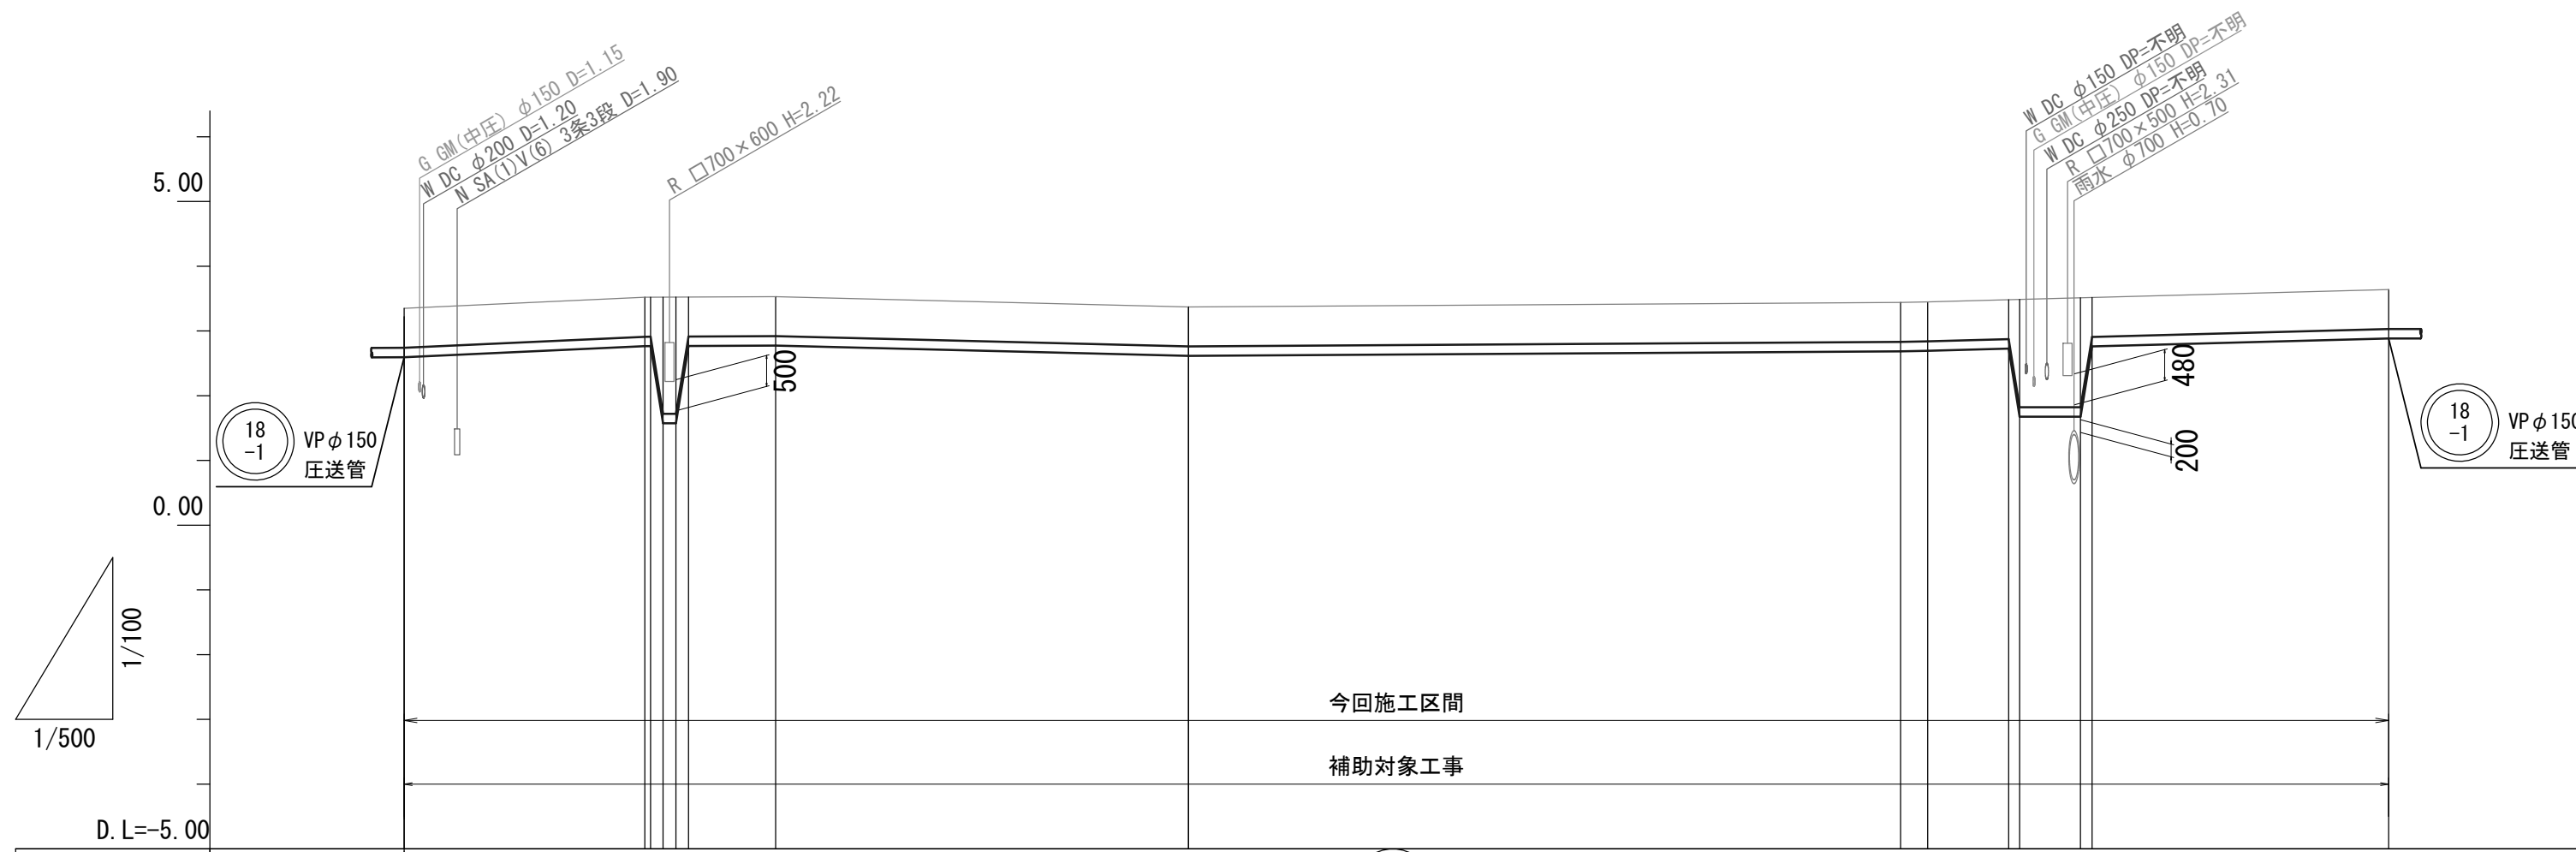 G GM(中圧) φ150 D=1.15
W DC φ200 D=1.20
N SA(1)V(6) 3条3段 D=1.90
R □700×600 H=2.22
W DC φ150 DP=不明
G GM(中圧) φ150 DP=不明
W DC φ250 DP=不明
R □700×500 H=2.31
雨水 φ700 H=0.70
5.00
500
480
18
-1
VPφ150
圧送管
18
-1
VPφ150
圧送管
200
0.00
1/100
1/500
今回施工区間
補助対象工事
D.L=-5.00